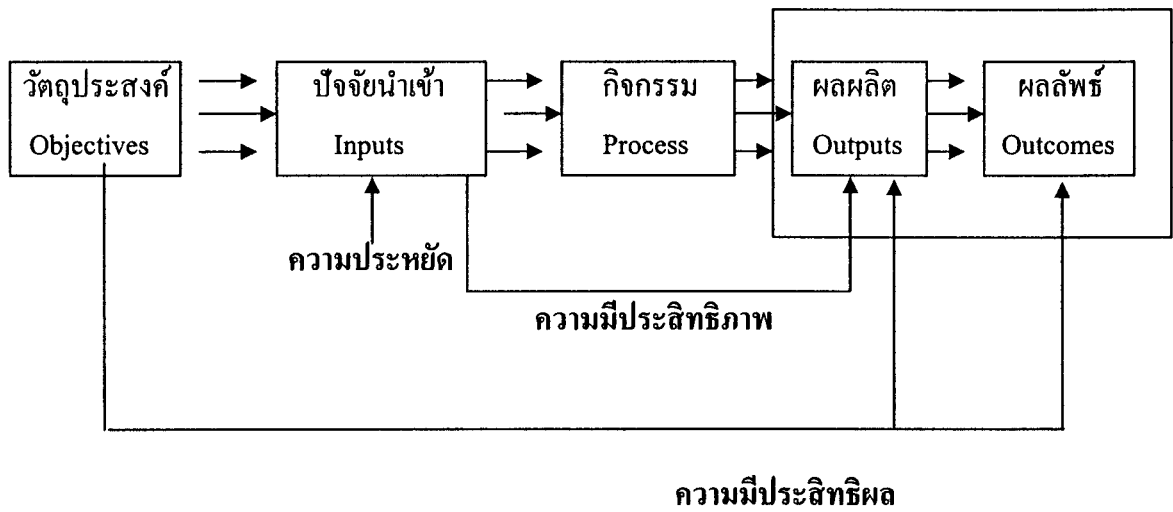 วัตถุประสงค์
Objectives
ปัจจัยนำเข้า
Inputs
กิจกรรม
Process
ผลผลิต
Outputs
ผลลัพธ์
Outcomes
ความประหยัด
ความมีประสิทธิภาพ
ความมีประสิทธิผล